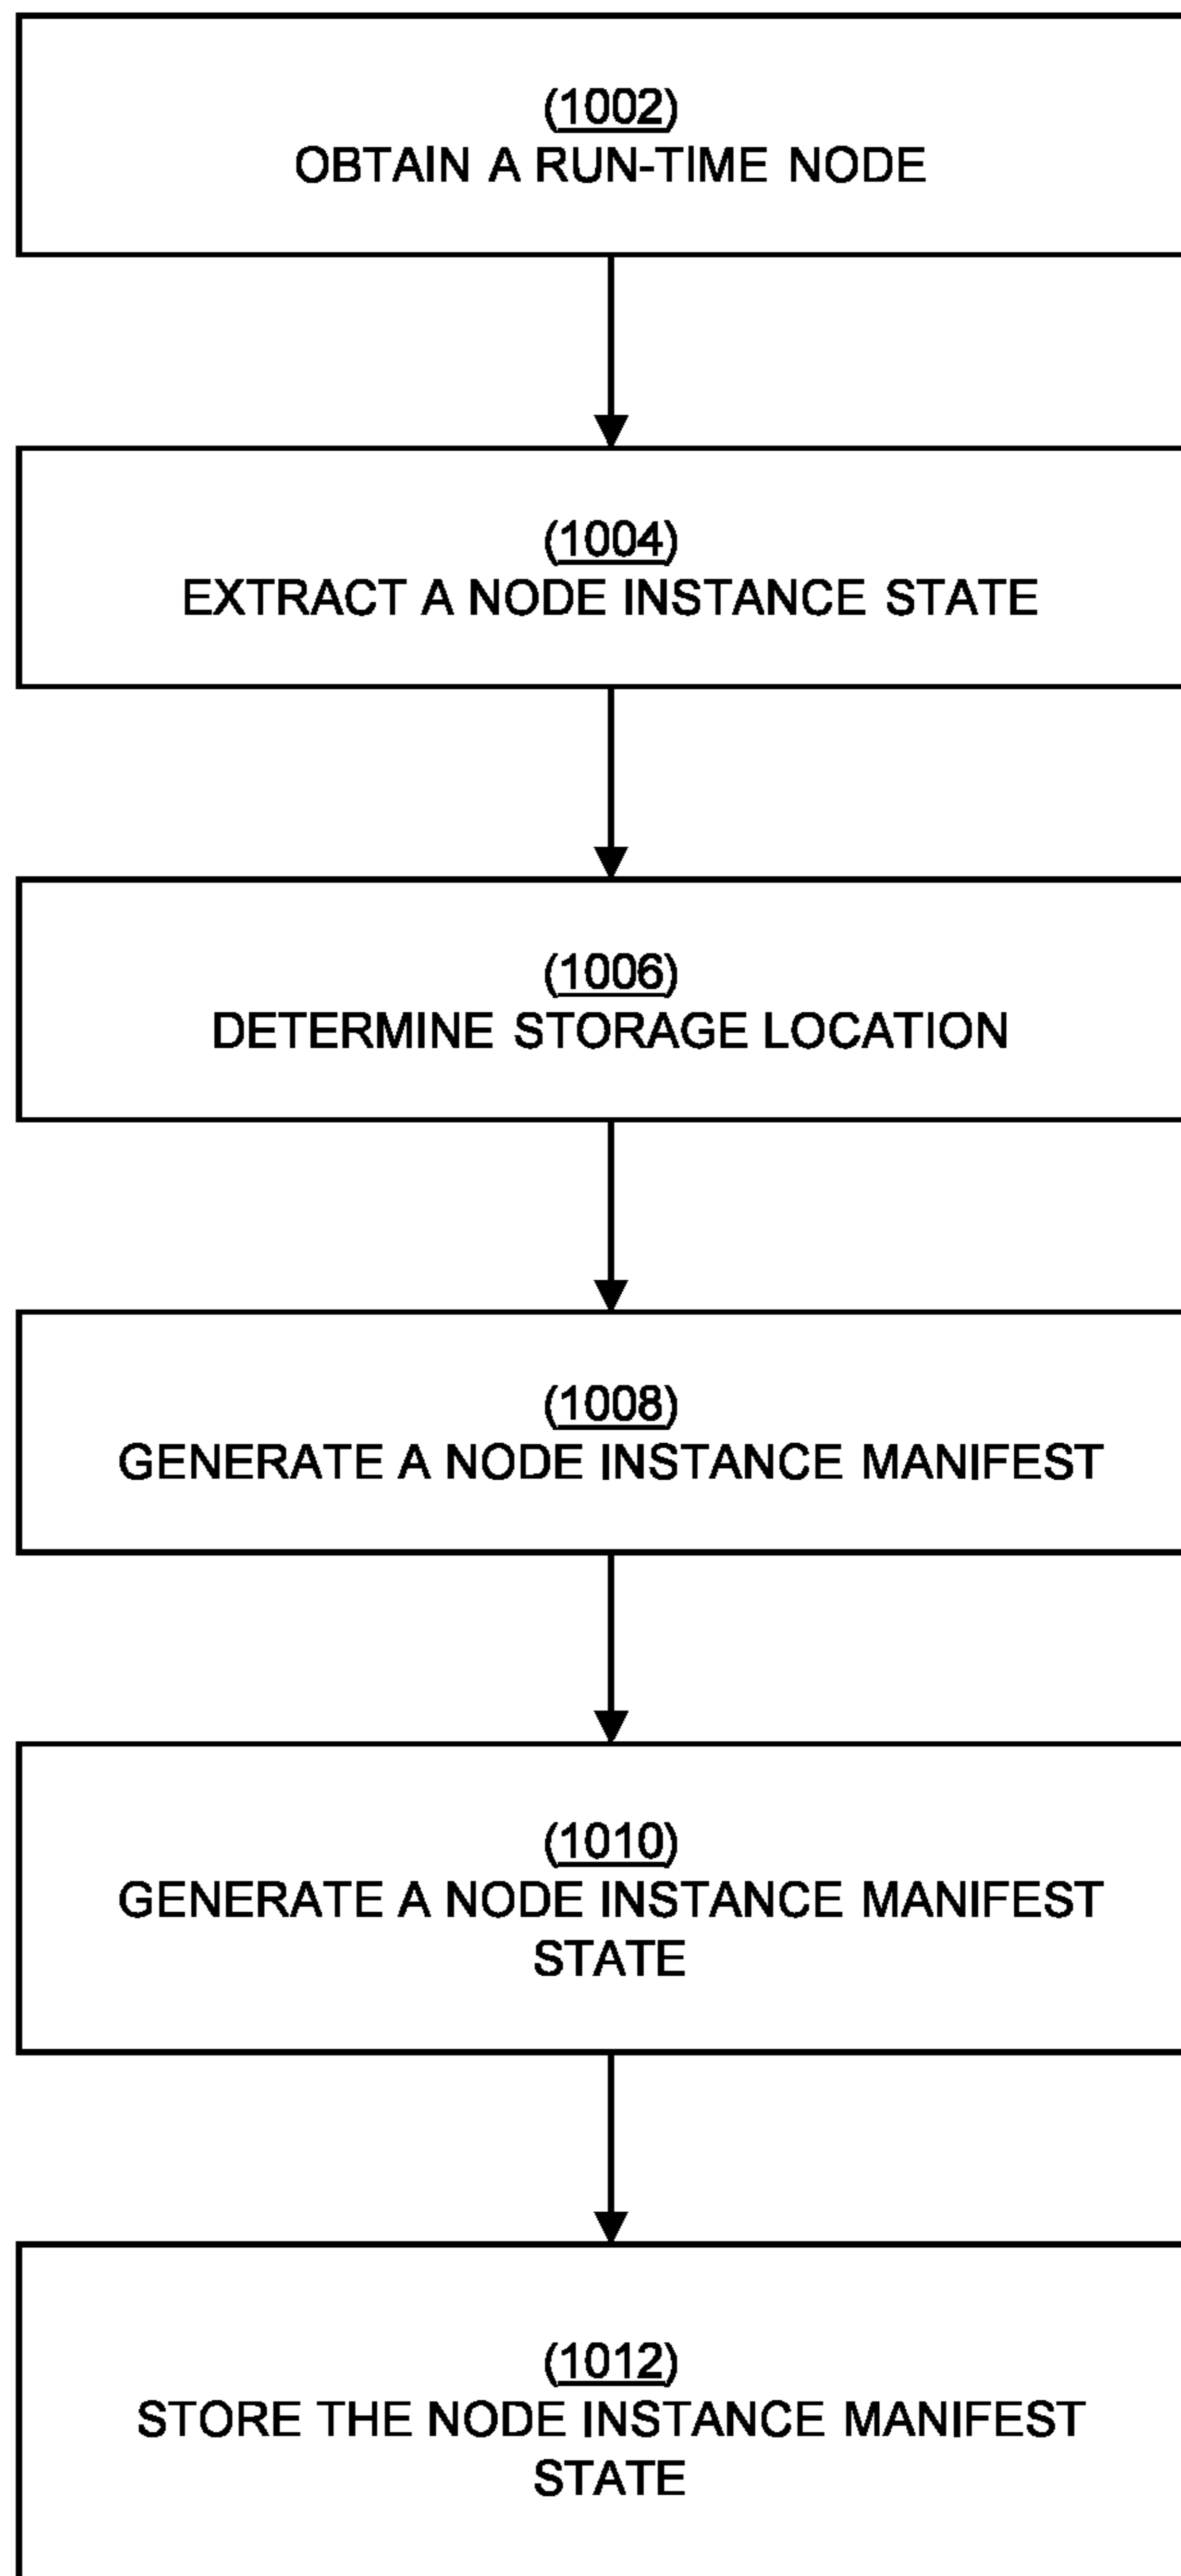 (1002)
OBTAIN A RUN-TIME NODE
(1004)
EXTRACT A NODE INSTANCE STATE
(1006)
DETERMINE STORAGE LOCATION
(1008)
GENERATE A NODE INSTANCE MANIFEST
(1010)
GENERATE A NODE INSTANCE MANIFEST
STATE
(1012)
STORE THE NODE INSTANCE MANIFEST
STATE